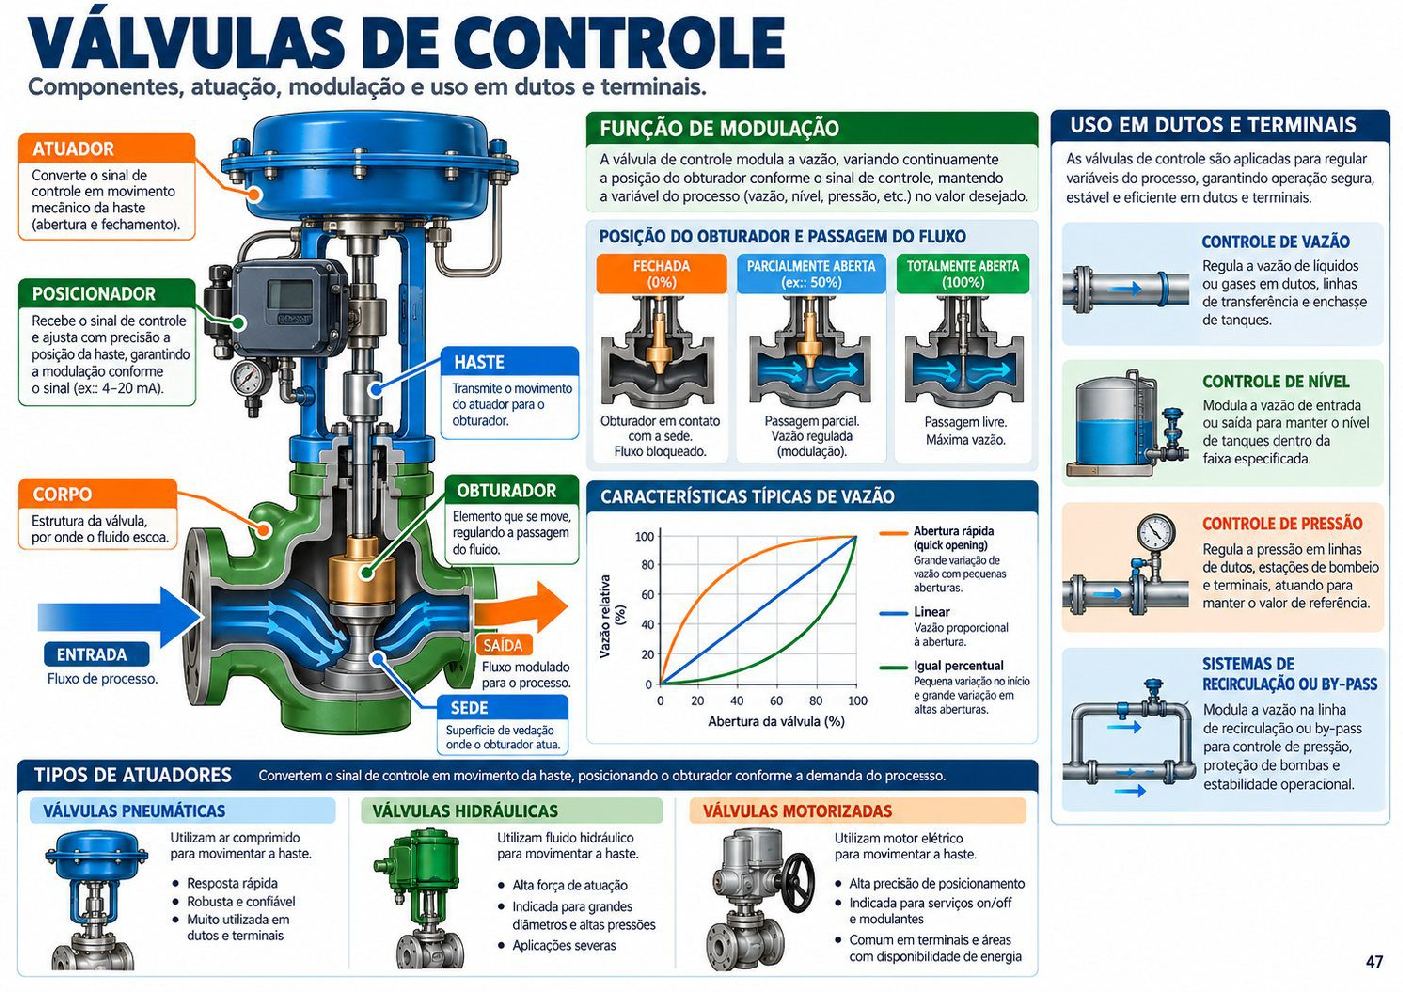 VÁLVULAS DE CONTROLE
Componentes, atuação, modulação e uso em dutos e terminais.
ATUADOR
Converte o sinal de
controle em movimento
mecânico da haste
(abertura e fechamento).
POSICIONADOR
Recebe o sinal de controle
e ajusta com precisão a
posição da haste, garantindo
a modulação conforme
o sinal (ex:: 4–20 mA).
HASTE
Transmite o movimento
do atuador para o
obturador.
CORPO
Estrutura da válvula,
por onde o fluido escoa.
OBTURADOR
Elemento que se move,
regulando a passagem
do fluido.
ENTRADA
Fluxo de processo.
SAÍDA
Fluxo modulado
para o processo.
SEDE
Superfície de vedação
onde o obturador atua.
FUNÇÃO DE MODULAÇÃO
A válvula de controle modula a vazão, variando continuamente
a posição do obturador conforme o sinal de controle, mantendo
a variável do processo (vazão, nível, pressão, etc.) no valor desejado.
POSIÇÃO DO OBTURADOR E PASSAGEM DO FLUXO
FECHADA
(0%)
Obturador em contato
com a sede.
Fluxo bloqueado.
PARCIALMENTE ABERTA
(ex:: 50%)
Passagem parcial.
Vazão regulada
(modulação).
TOTALMENTE ABERTA
(100%)
Passagem livre.
Máxima vazão.
CARACTERÍSTICAS TÍPICAS DE VAZÃO
Vazão relativa
(%)
100
80
60
40
20
0
0 20 40 60 80 100
Abertura da válvula (%)
Abertura rápida
(quick opening)
Grande variação de
vazão com pequenas
aberturas.
Linear
Vazão proporcional
à abertura.
Igual percentual
Pequena variação no início
e grande variação em
altas aberturas.
USO EM DUTOS E TERMINAIS
As válvulas de controle são aplicadas para regular
variáveis do processo, garantindo operação segura,
estável e eficiente em dutos e terminais.
CONTROLE DE VAZÃO
Regula a vazão de líquidos
ou gases em dutos, linhas
de transferência e enchasse
de tanques.
CONTROLE DE NÍVEL
Modula a vazão de entrada
ou saída para manter o nível
de tanques dentro da
faixa especificada.
CONTROLE DE PRESSÃO
Regula a pressão em linhas
de dutos, estações de bombeio
e terminais, atuando para
manter o valor de referência.
SISTEMAS DE
RECIRCULAÇÃO OU BY-PASS
Modula a vazão na linha
de recirculação ou by-pass
para controle de pressão,
proteção de bombas e
estabilidade operacional.
TIPOS DE ATUADORES
Convertem o sinal de controle em movimento da haste, posicionando o obturador conforme a demanda do processso.
VÁLVULAS PNEUMÁTICAS
Utilizam ar comprimido
para movimentar a haste.
• Resposta rápida
• Robusta e confiável
• Muito utilizada em
dutos e terminais
VÁLVULAS HIDRÁULICAS
Utilizam fluido hidráulico
para movimentar a haste.
• Alta força de atuação
• Indicada para grandes
diâmetros e altas pressões
• Aplicações severas
VÁLVULAS MOTORIZADAS
Utilizam motor elétrico
para movimentar a haste.
• Alta precisão de posicionamento
• Indicada para serviços on/off
e modulantes
• Comum em terminais e áreas
com disponibilidade de energia
47